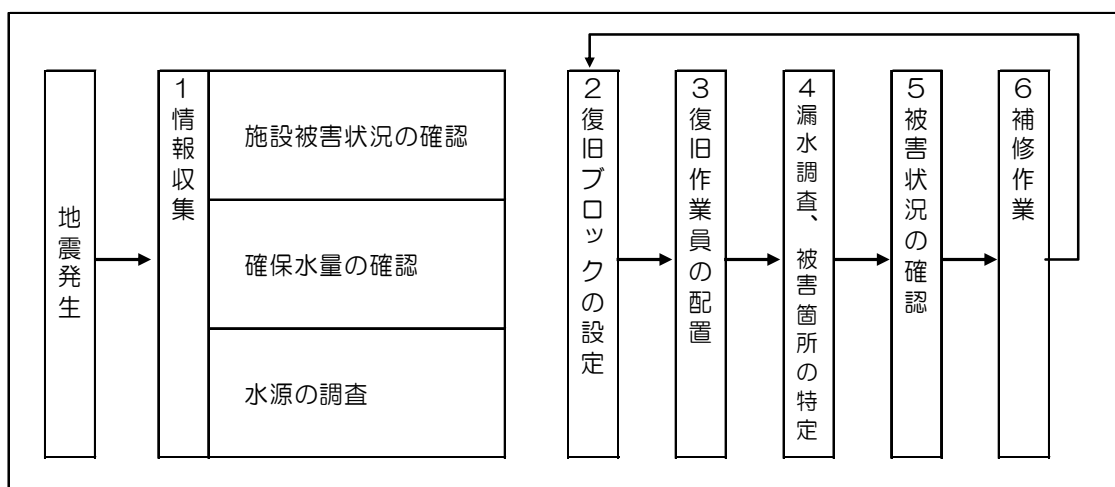 地震発生
1情報収集
施設被害状況の確認
確保水量の確認
水源の調査
2復旧ブロックの設定
3復旧作業員の配置
4漏水調査、被害箇所の特定
5被害状況の確認
6補修作業